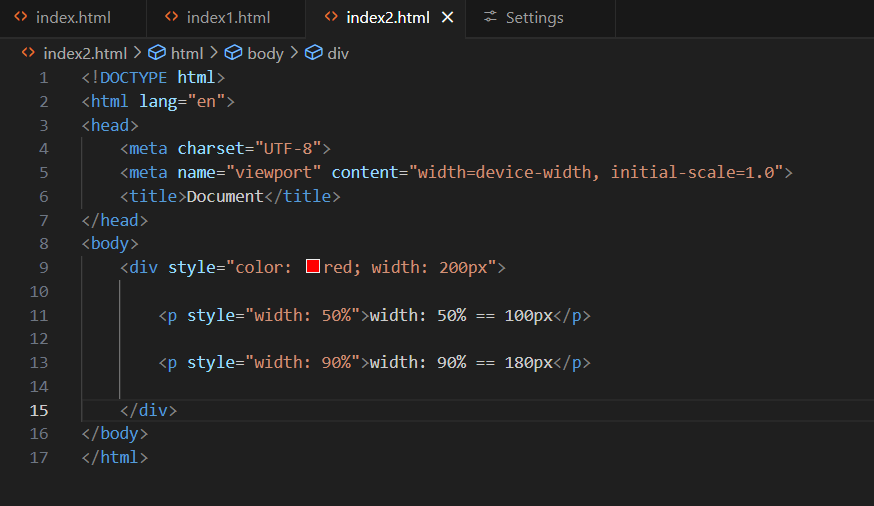 index.html index1.html index2.html Settings
index2.html > html > body > div
1 <!DOCTYPE html>
2 <html lang="en">
3 <head>
4 <meta charset="UTF-8">
5 <meta name="viewport" content="width=device-width, initial-scale=1.0">
6 <title>Document</title>
7 </head>
8 <body>
9 <div style="color: red; width: 200px">
10
11 <p style="width: 50%">width: 50% == 100px</p>
12
13 <p style="width: 90%">width: 90% == 180px</p>
14
15 </div>
16 </body>
17 </html>